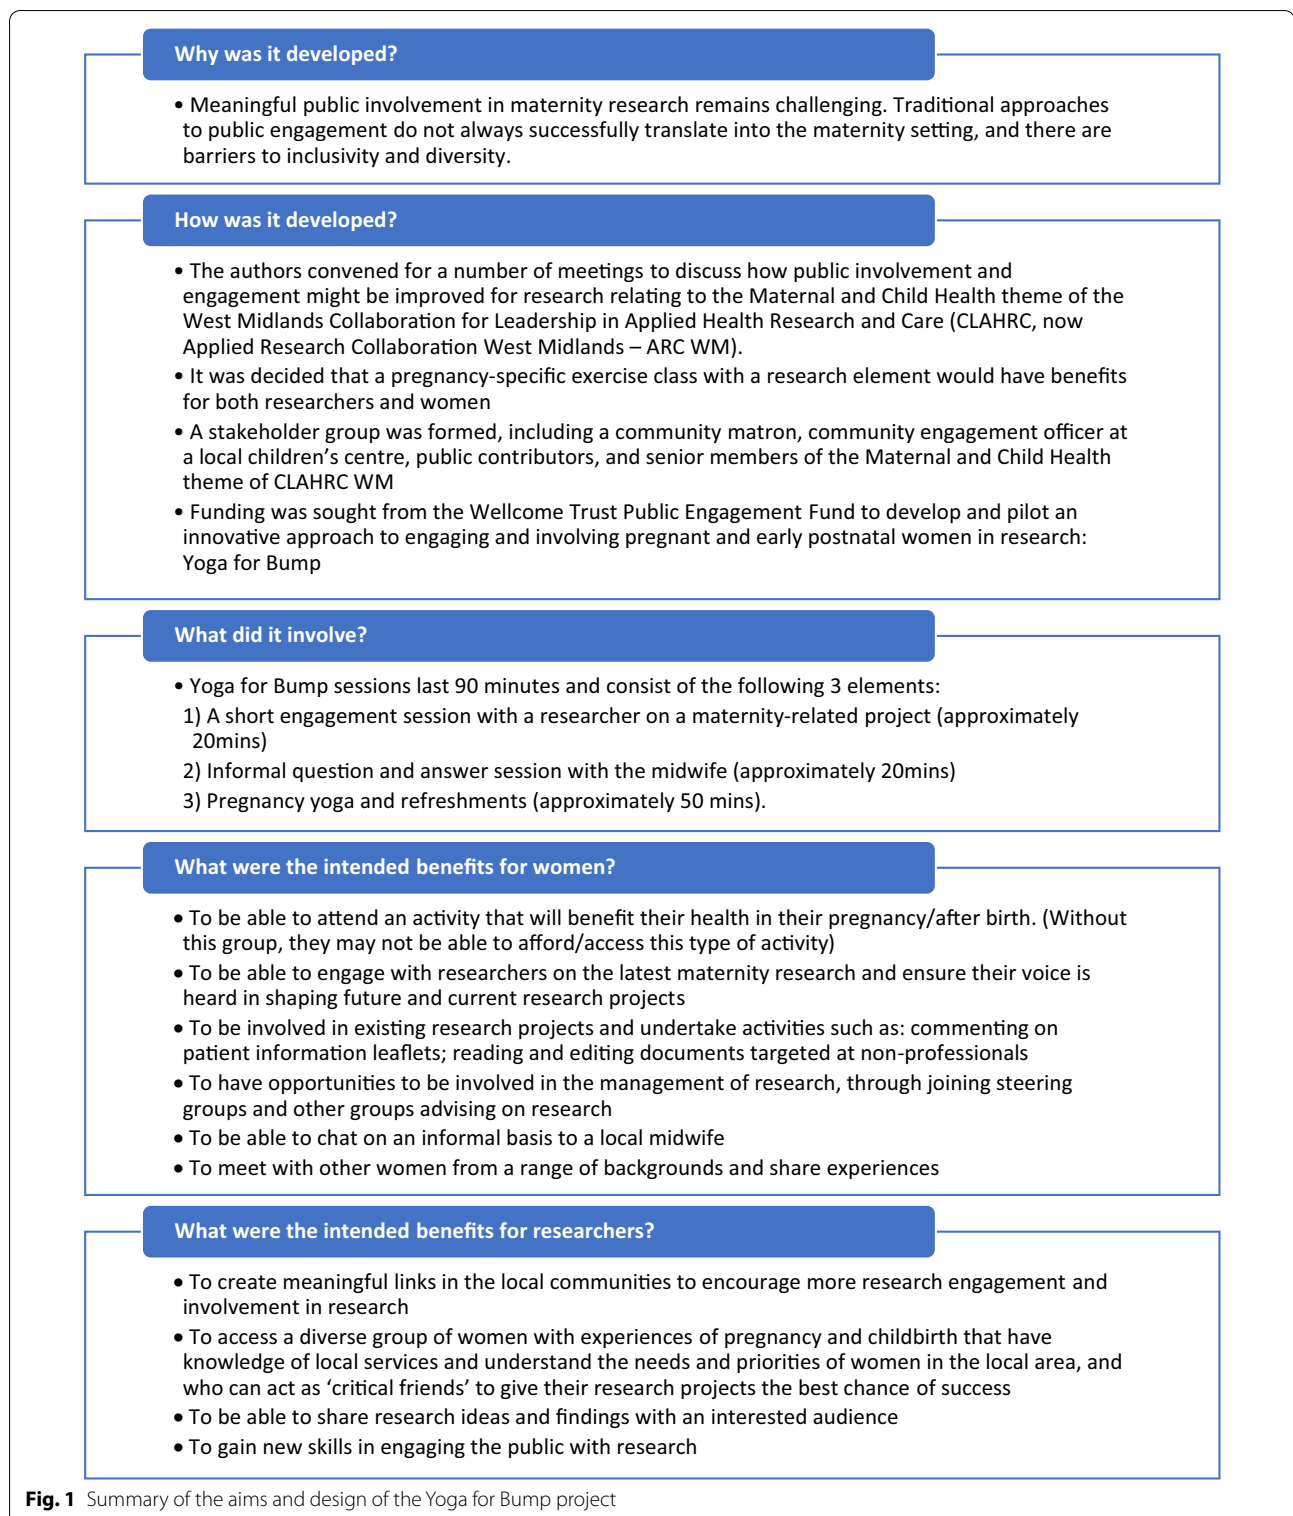 Why was it developed?
• Meaningful public involvement in maternity research remains challenging. Traditional approaches
to public engagement do not always successfully translate into the maternity setting, and there are
barriers to inclusivity and diversity.
How was it developed?
• The authors convened for a number of meetings to discuss how public involvement and
engagement might be improved for research relating to the Maternal and Child Health theme of the
West Midlands Collaboration for Leadership in Applied Health Research and Care (CLAHRC, now
Applied Research Collaboration West Midlands – ARC WM).
• It was decided that a pregnancy-specific exercise class with a research element would have benefits
for both researchers and women
• A stakeholder group was formed, including a community matron, community engagement officer at
a local children’s centre, public contributors, and senior members of the Maternal and Child Health
theme of CLAHRC WM
• Funding was sought from the Wellcome Trust Public Engagement Fund to develop and pilot an
innovative approach to engaging and involving pregnant and early postnatal women in research:
Yoga for Bump
What did it involve?
• Yoga for Bump sessions last 90 minutes and consist of the following 3 elements:
1) A short engagement session with a researcher on a maternity-related project (approximately
20mins)
2) Informal question and answer session with the midwife (approximately 20mins)
3) Pregnancy yoga and refreshments (approximately 50 mins).
What were the intended benefits for women?
• To be able to attend an activity that will benefit their health in their pregnancy/after birth. (Without
this group, they may not be able to afford/access this type of activity)
• To be able to engage with researchers on the latest maternity research and ensure their voice is
heard in shaping future and current research projects
• To be involved in existing research projects and undertake activities such as: commenting on
patient information leaflets; reading and editing documents targeted at non-professionals
• To have opportunities to be involved in the management of research, through joining steering
groups and other groups advising on research
• To be able to chat on an informal basis to a local midwife
• To meet with other women from a range of backgrounds and share experiences
What were the intended benefits for researchers?
• To create meaningful links in the local communities to encourage more research engagement and
involvement in research
• To access a diverse group of women with experiences of pregnancy and childbirth that have
knowledge of local services and understand the needs and priorities of women in the local area, and
who can act as ‘critical friends’ to give their research projects the best chance of success
• To be able to share research ideas and findings with an interested audience
• To gain new skills in engaging the public with research
Fig. 1 Summary of the aims and design of the Yoga for Bump project